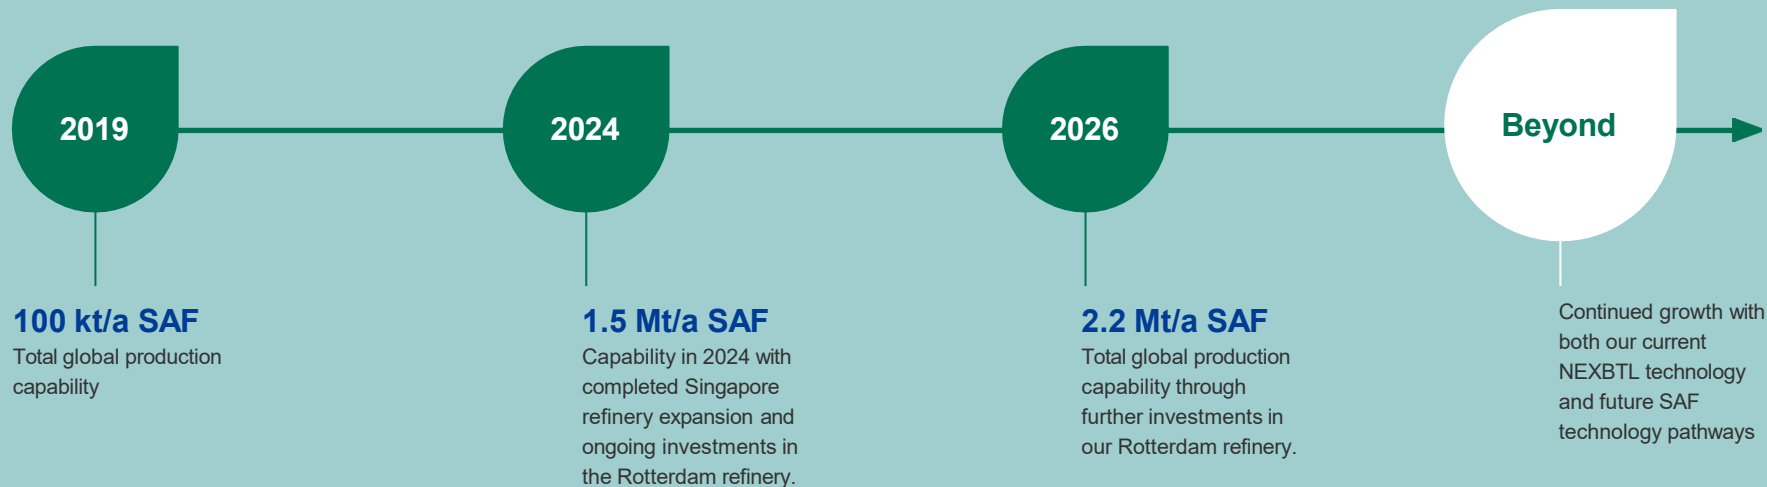 2019
2024
2026
Beyond
100 kt/a SAF
Total global production
capability
1.5 Mt/a SAF
Capability in 2024 with
completed Singapore
refinery expansion and
ongoing investments in
the Rotterdam refinery.
2.2 Mt/a SAF
Total global production
capability through
further investments in
our Rotterdam refinery.
Continued growth with
both our current
NEXBTL technology
and future SAF
technology pathways